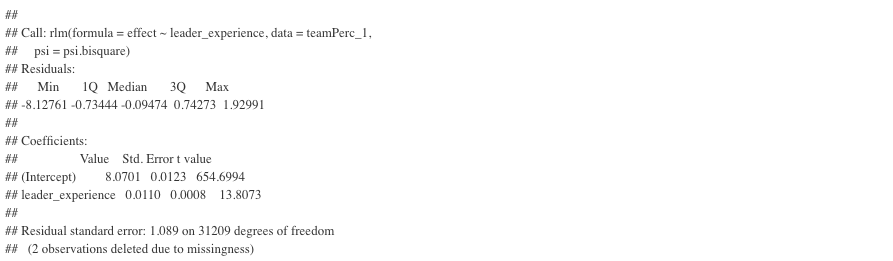 ##
## Call: rlm(formula = effect ~ leader_experience, data = teamPerc_1,
##     psi = psi.bisquare)
## Residuals:
##      Min       1Q   Median       3Q      Max
## -8.12761 -0.73444 -0.09474  0.74273  1.92991
##
## Coefficients:
##                   Value    Std. Error t value
## (Intercept)         8.0701   0.0123   654.6994
## leader_experience   0.0110   0.0008    13.8073
##
## Residual standard error: 1.089 on 31209 degrees of freedom
##   (2 observations deleted due to missingness)